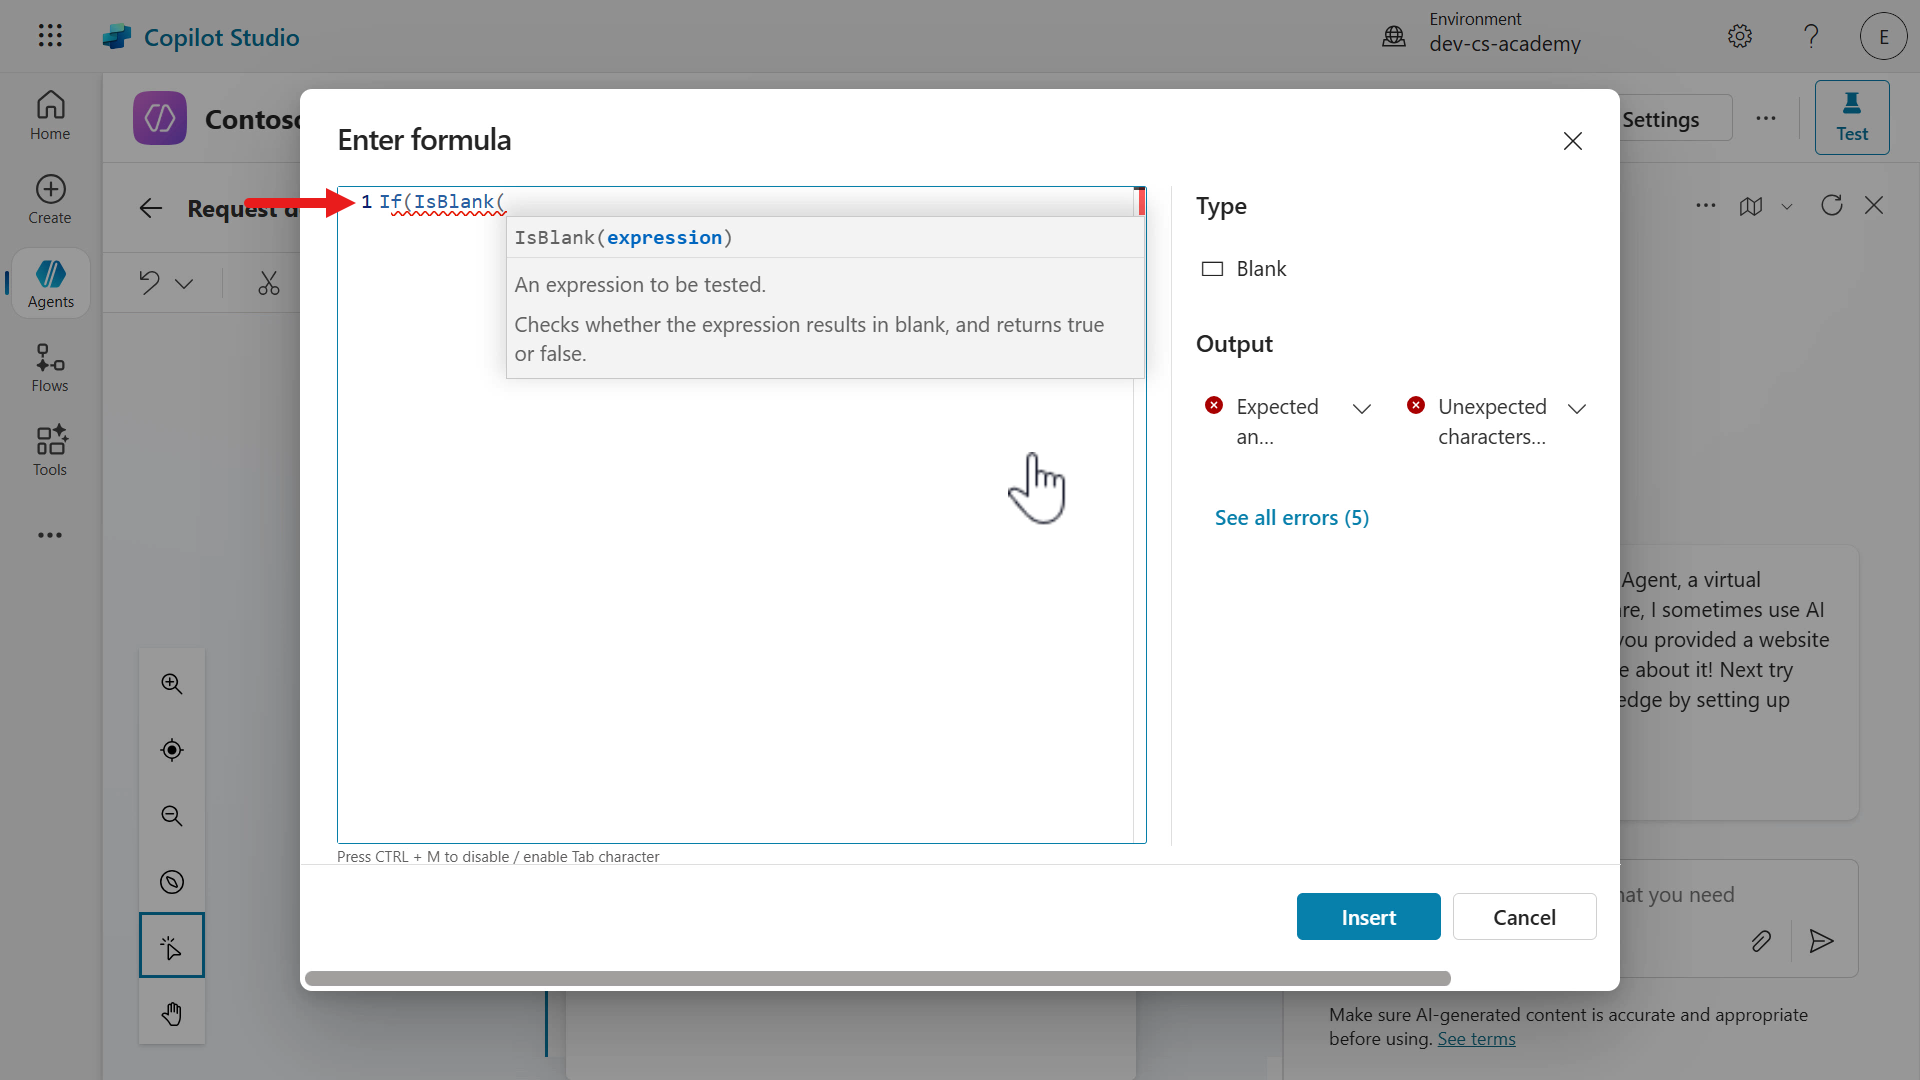 Copilot Studio
Environment
dev-cs-academy
E
Home
Create
Agents
Flows
Tools
Contoso
Settings
Test
Request d
Enter formula
1 If(IsBlank(
IsBlank(expression)
An expression to be tested.
Checks whether the expression results in blank, and returns true
or false.
Press CTRL + M to disable / enable Tab character
Type
Blank
Output
Expected
an...
Unexpected
characters...
See all errors (5)
Insert
Cancel
Agent, a virtual
re, I sometimes use AI
you provided a website
e about it! Next try
edge by setting up
hat you need
Make sure AI-generated content is accurate and appropriate
before using. See terms